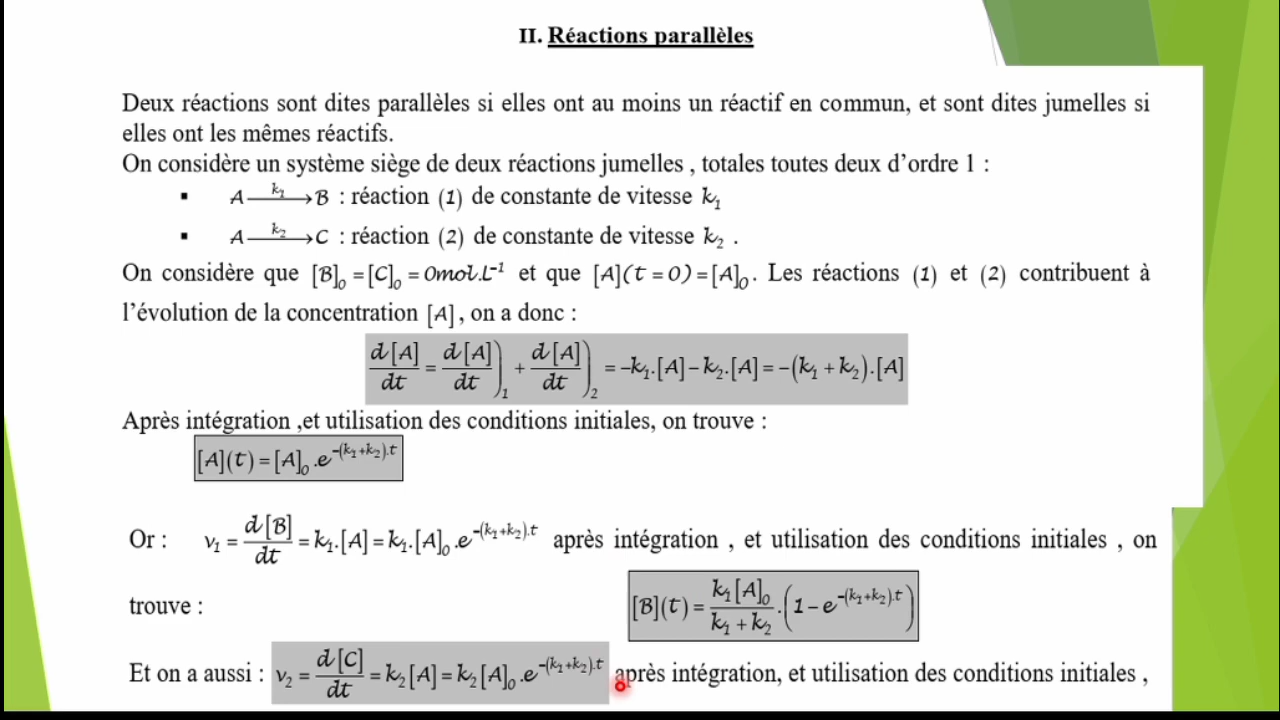 II. Réactions parallèles
Deux réactions sont dites parallèles si elles ont au moins un réactif en commun, et sont dites jumelles si
elles ont les mêmes réactifs.
On considère un système siège de deux réactions jumelles , totales toutes deux d’ordre 1 :
▪ A —k₁→ B : réaction (1) de constante de vitesse k₁
▪ A —k₂→ C : réaction (2) de constante de vitesse k₂ .
On considère que [B]₀ = [C]₀ = 0mol.L⁻¹ et que [A](t = 0) = [A]₀. Les réactions (1) et (2) contribuent à
l’évolution de la concentration [A], on a donc :
d[A]/dt = d[A]/dt)₁ + d[A]/dt)₂ = -k₁.[A] - k₂.[A] = -(k₁ + k₂).[A]
Après intégration ,et utilisation des conditions initiales, on trouve :
[A](t) = [A]₀.e^-(k₁+k₂).t
Or : v₁ = d[B]/dt = k₁.[A] = k₁.[A]₀.e^-(k₁+k₂).t après intégration , et utilisation des conditions initiales , on
trouve : [B](t) = k₁[A]₀/(k₁ + k₂).(1 - e^-(k₁+k₂).t)
Et on a aussi : v₂ = d[C]/dt = k₂[A] = k₂[A]₀.e^-(k₁+k₂).t après intégration, et utilisation des conditions initiales ,